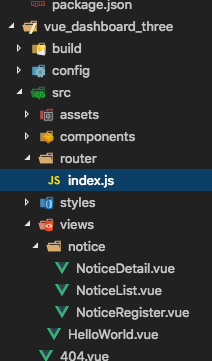 package.json
vue_dashboard_three
build
config
src
assets
components
router
JS index.js
styles
views
notice
NoticeDetail.vue
NoticeList.vue
NoticeRegister.vue
HelloWorld.vue
404.vue